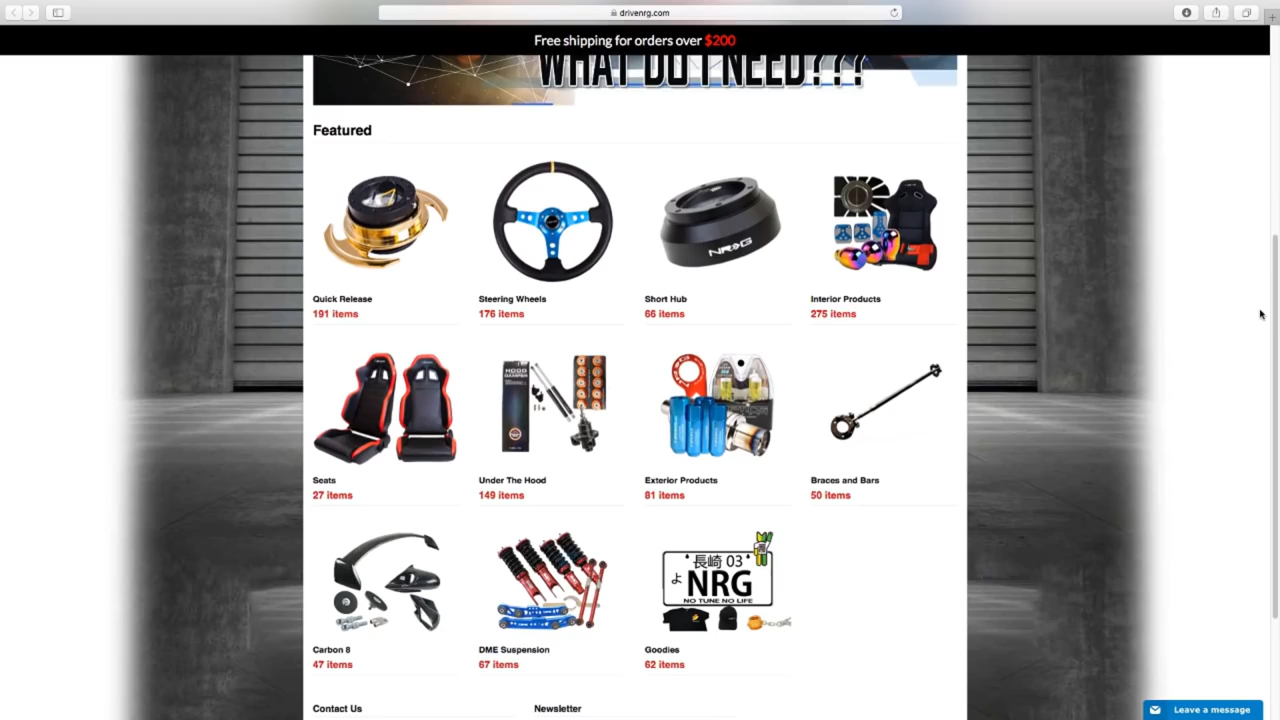 drivenrg.com
Free shipping for orders over $200
WHAT DO I NEED???
Featured
NRG
Quick Release
191 items
Steering Wheels
176 items
Short Hub
66 items
Interior Products
275 items
HOOD
DAMPER
長崎 03
よ NRG
NO TUNE NO LIFE
Seats
27 items
Under The Hood
149 items
Exterior Products
81 items
Braces and Bars
50 items
Carbon 8
47 items
DME Suspension
67 items
Goodies
62 items
Contact Us
Newsletter
Leave a message